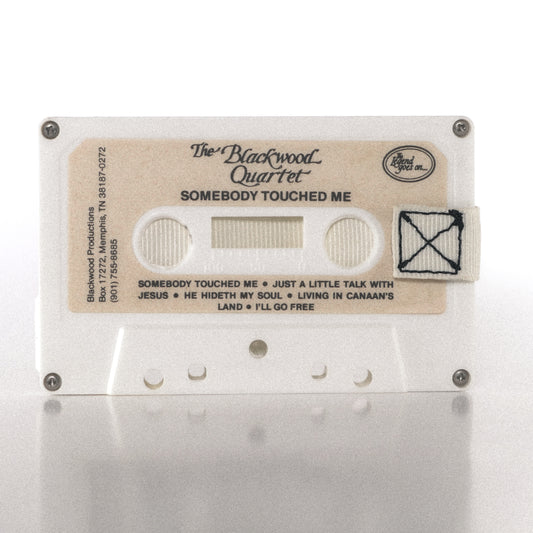 The Blackwood
Quartet
The
Legend
goes on...
SOMEBODY TOUCHED ME
Blackwood Productions
Box 17272, Memphis, TN 38187-0272
(901) 755-8685
SOMEBODY TOUCHED ME • JUST A LITTLE TALK WITH
JESUS • HE HIDETH MY SOUL • LIVING IN CANAAN'S
LAND • I'LL GO FREE